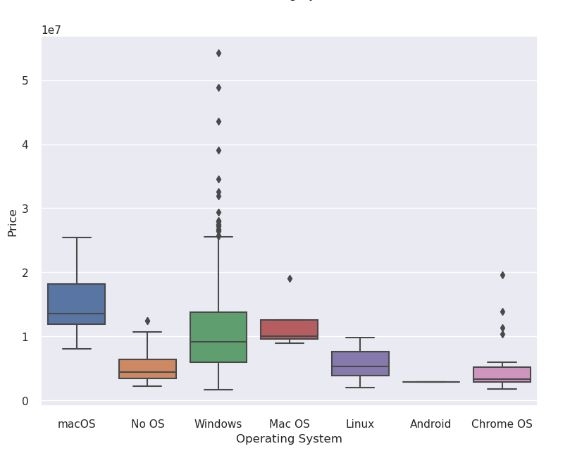 1e7
5
4
3
2
1
0
Price
macOS No OS Windows Mac OS Linux Android Chrome OS
Operating System